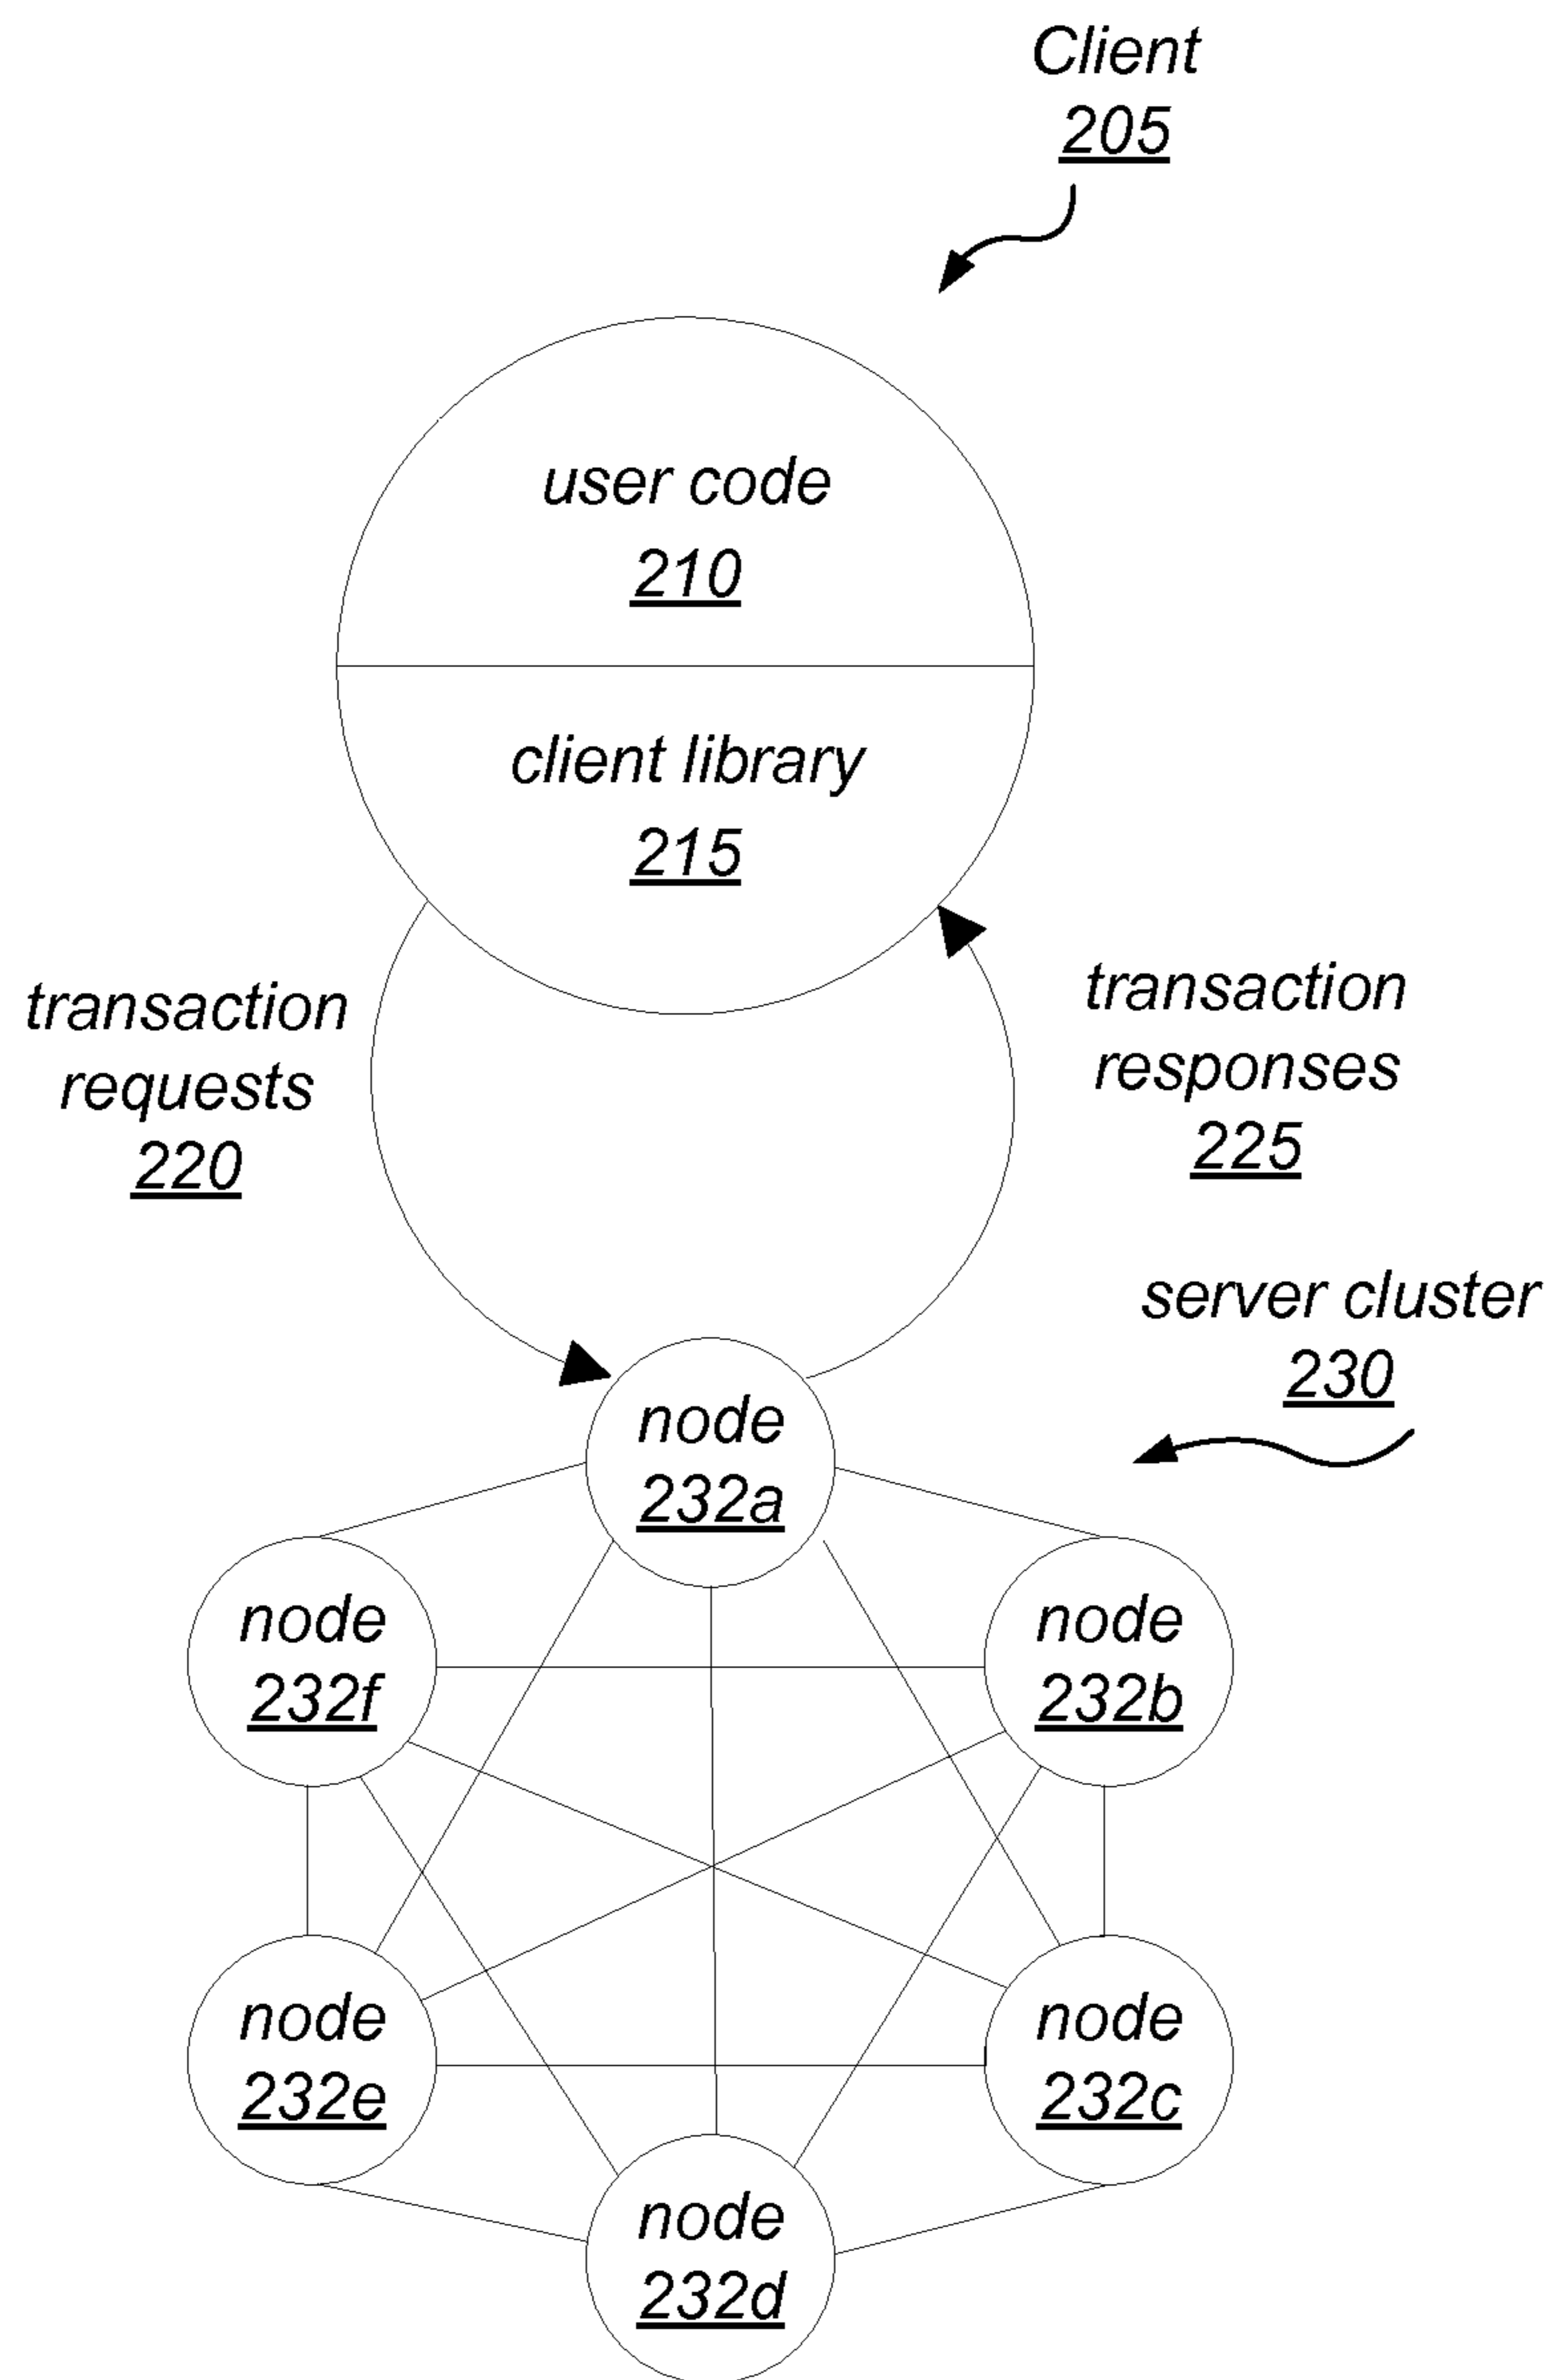 Client
205
user code
210
client library
215
transaction
requests
220
transaction
responses
225
server cluster
230
node
232a
node
232f
node
232b
node
232e
node
232c
node
232d